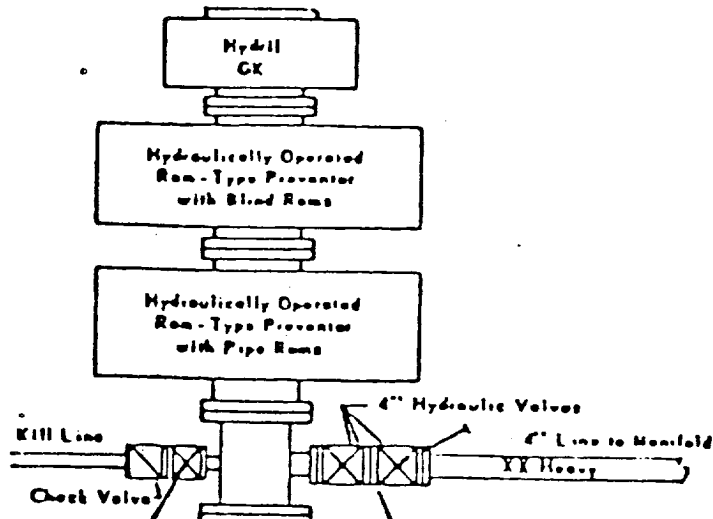 Hydrill
GK
Hydraulically Operated
Ram-Type Preventer
with Blind Rams
Hydraulically Operated
Ram-Type Preventer
with Pipe Rams
4" Hydraulic Valves
Kill Line
4" Line to Manifold
XX Heavy
Check Valve